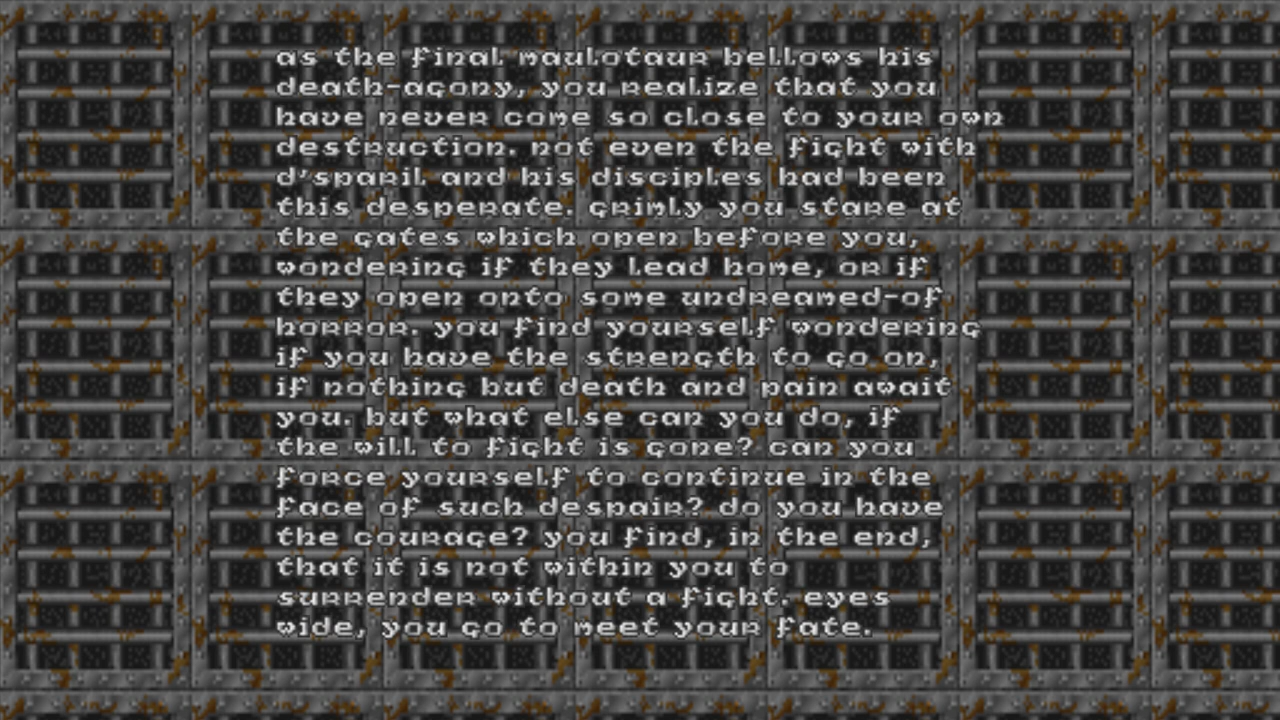 as the final maulotaur bellows his
death-agony, you realize that you
have never come so close to your own
destruction. not even the fight with
d'sparil and his disciples had been
this desperate. grimly you stare at
the gates which open before you,
wondering if they lead home, or if
they open onto some undreamed-of
horror. you find yourself wondering
if you have the strength to go on,
if nothing but death and pain await
you. but what else can you do, if
the will to fight is gone? can you
force yourself to continue in the
face of such despair? do you have
the courage? you find, in the end,
that it is not within you to
surrender without a fight. eyes
wide, you go to meet your fate.